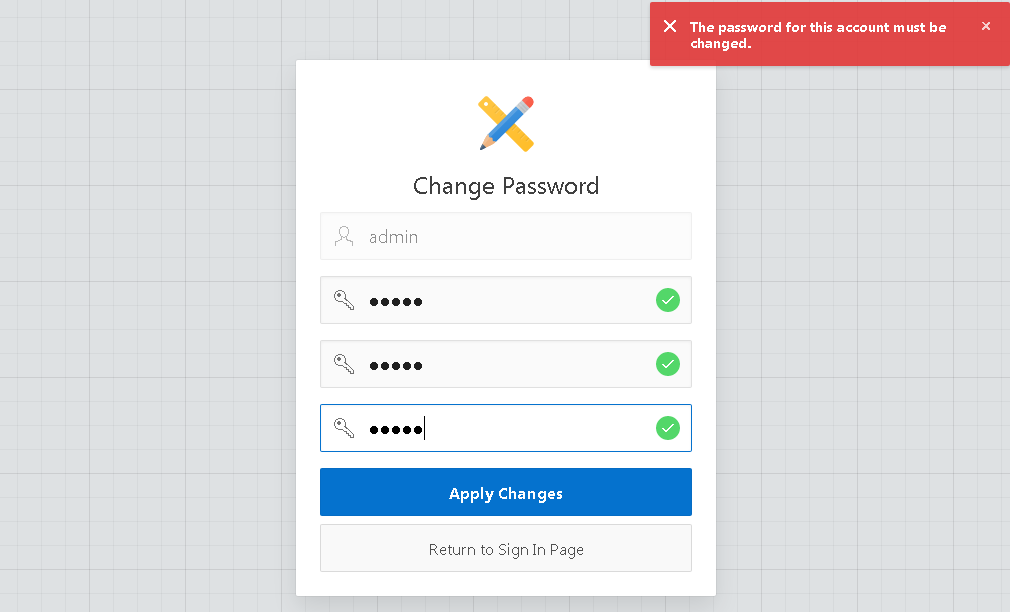 The password for this account must be
changed.
Change Password
admin
●●●●●
●●●●●
●●●●●
Apply Changes
Return to Sign In Page